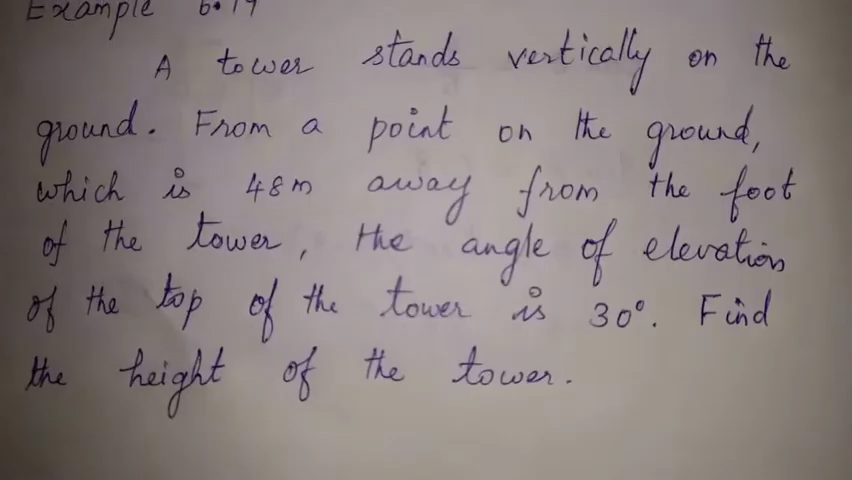 Example 6.19
A tower stands vertically on the
ground. From a point on the ground,
which is 48m away from the foot
of the tower, the angle of elevation
of the top of the tower is 30°. Find
the height of the tower.